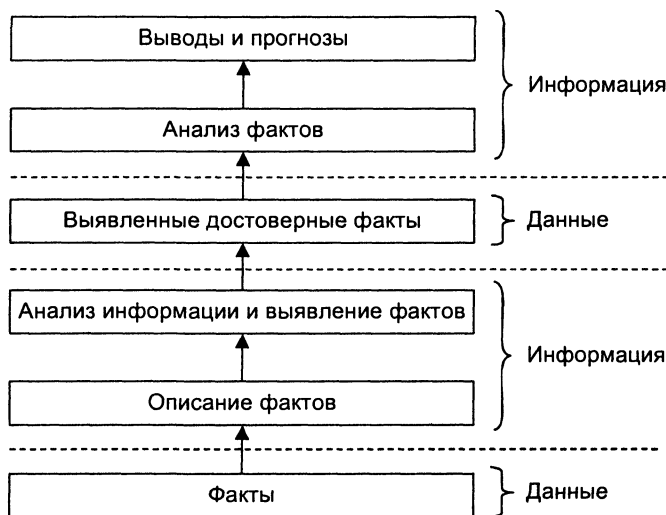 Выводы и прогнозы
Информация
Анализ фактов
Выявленные достоверные факты
Данные
Анализ информации и выявление фактов
Информация
Описание фактов
Факты
Данные